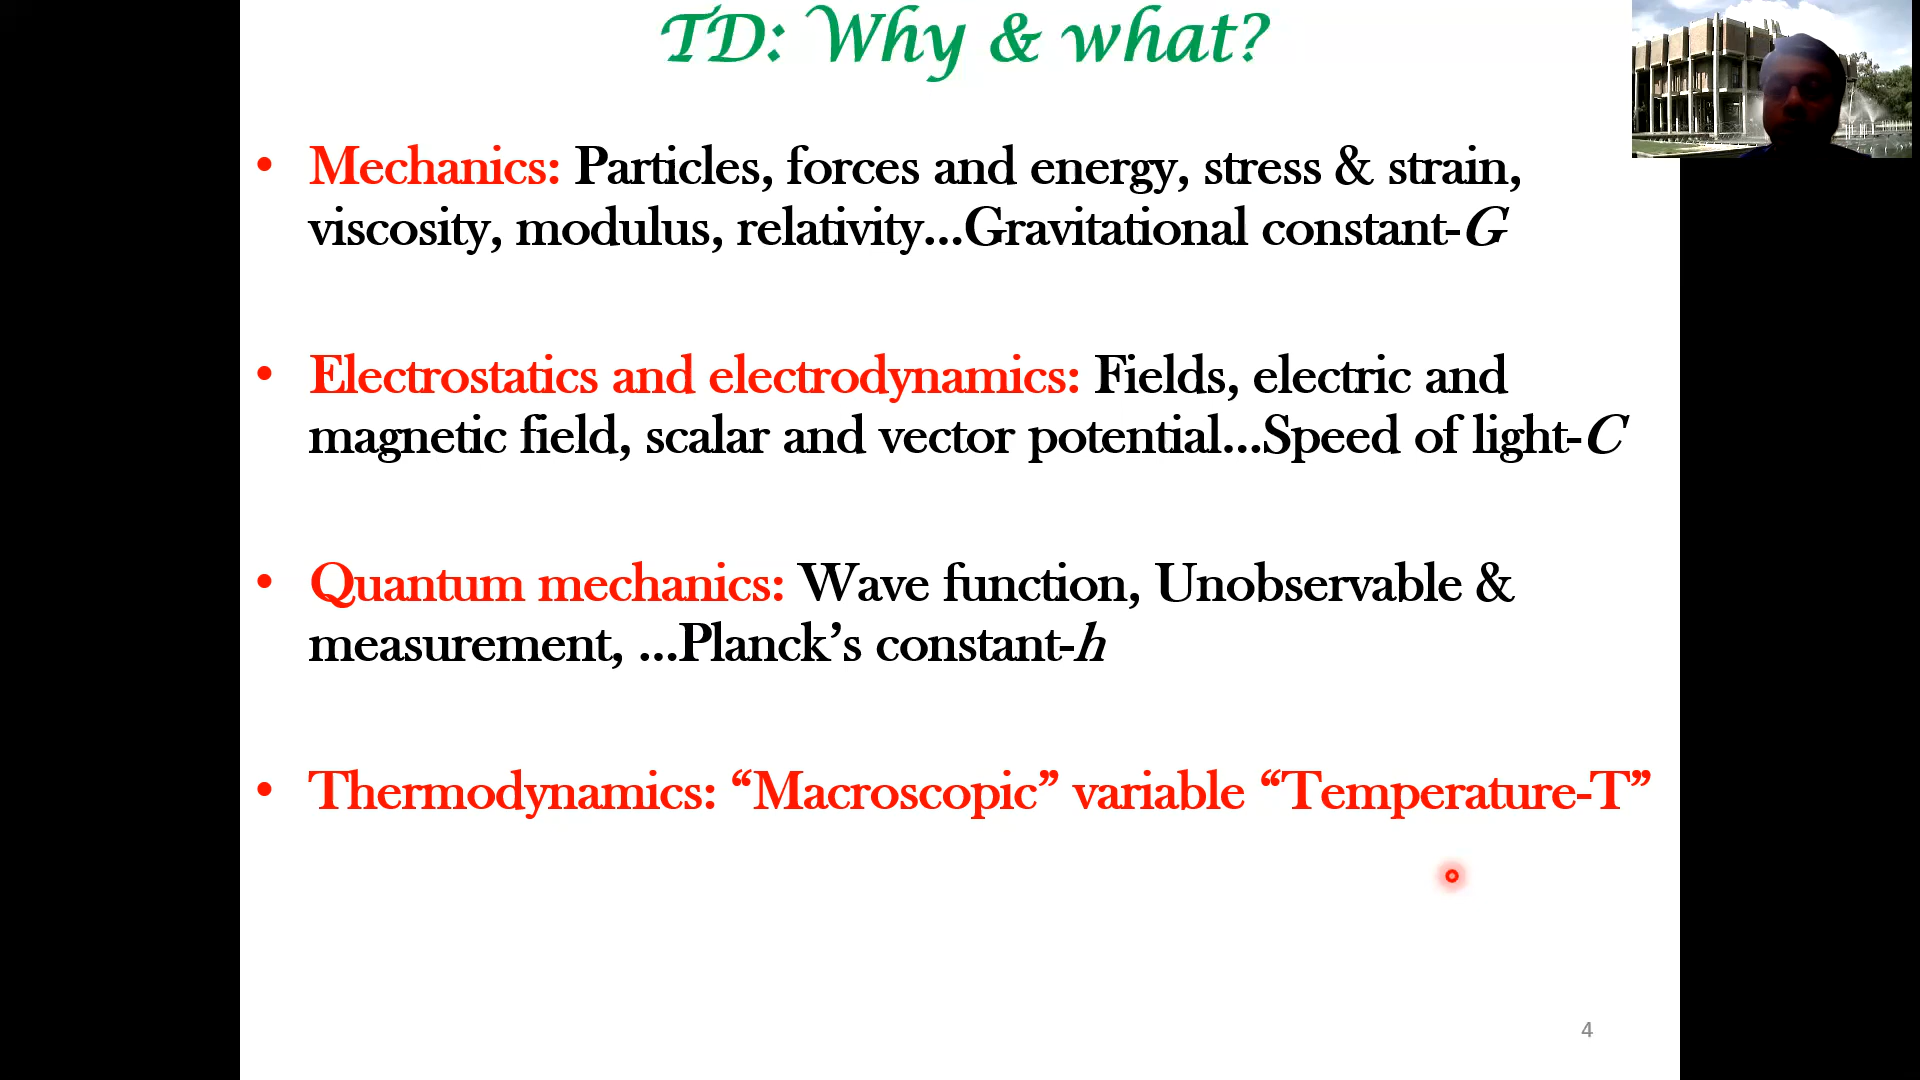 TD: Why & what?
• Mechanics: Particles, forces and energy, stress & strain,
viscosity, modulus, relativity...Gravitational constant-G
• Electrostatics and electrodynamics: Fields, electric and
magnetic field, scalar and vector potential...Speed of light-C
• Quantum mechanics: Wave function, Unobservable &
measurement, ...Planck’s constant-h
• Thermodynamics: “Macroscopic” variable “Temperature-T”
4